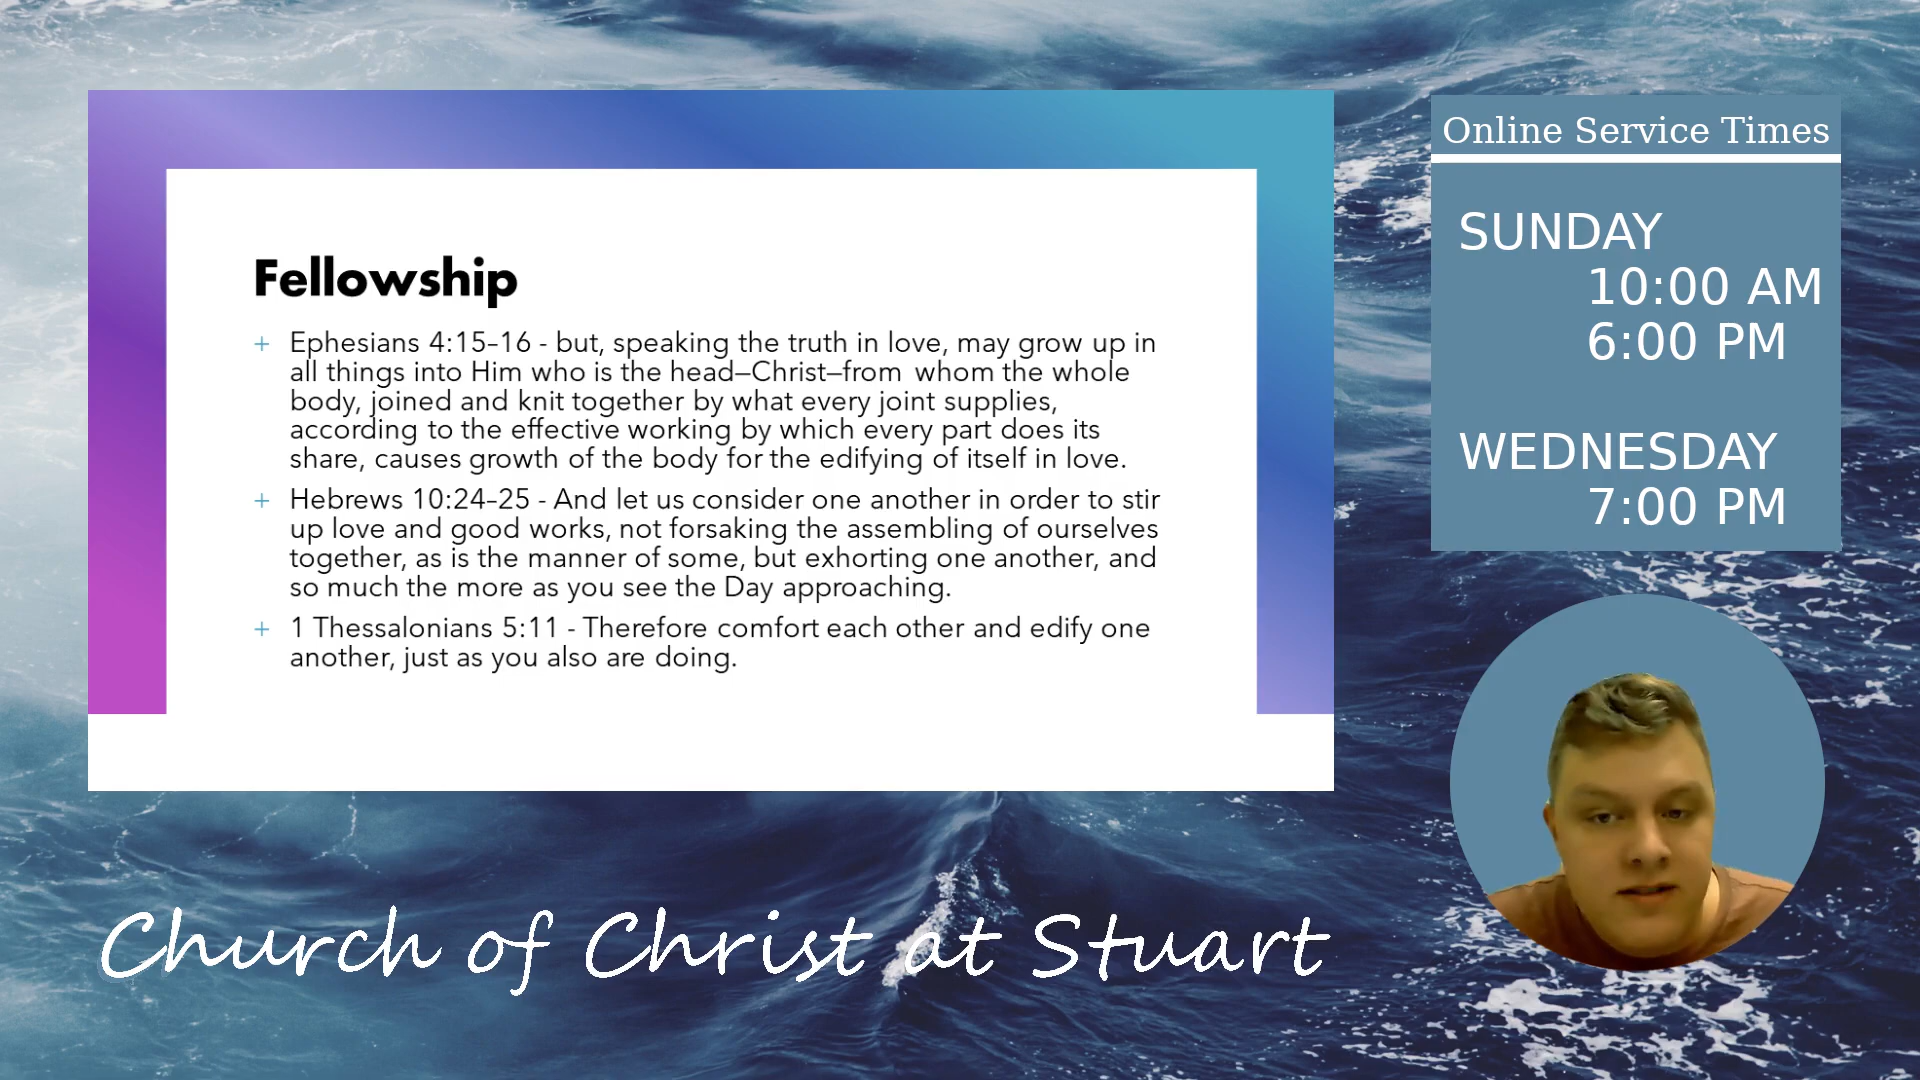 Fellowship
+ Ephesians 4:15–16 - but, speaking the truth in love, may grow up in
all things into Him who is the head—Christ—from whom the whole
body, joined and knit together by what every joint supplies,
according to the effective working by which every part does its
share, causes growth of the body for the edifying of itself in love.
+ Hebrews 10:24–25 - And let us consider one another in order to stir
up love and good works, not forsaking the assembling of ourselves
together, as is the manner of some, but exhorting one another, and
so much the more as you see the Day approaching.
+ 1 Thessalonians 5:11 - Therefore comfort each other and edify one
another, just as you also are doing.
Online Service Times
SUNDAY
10:00 AM
6:00 PM
WEDNESDAY
7:00 PM
Church of Christ at Stuart